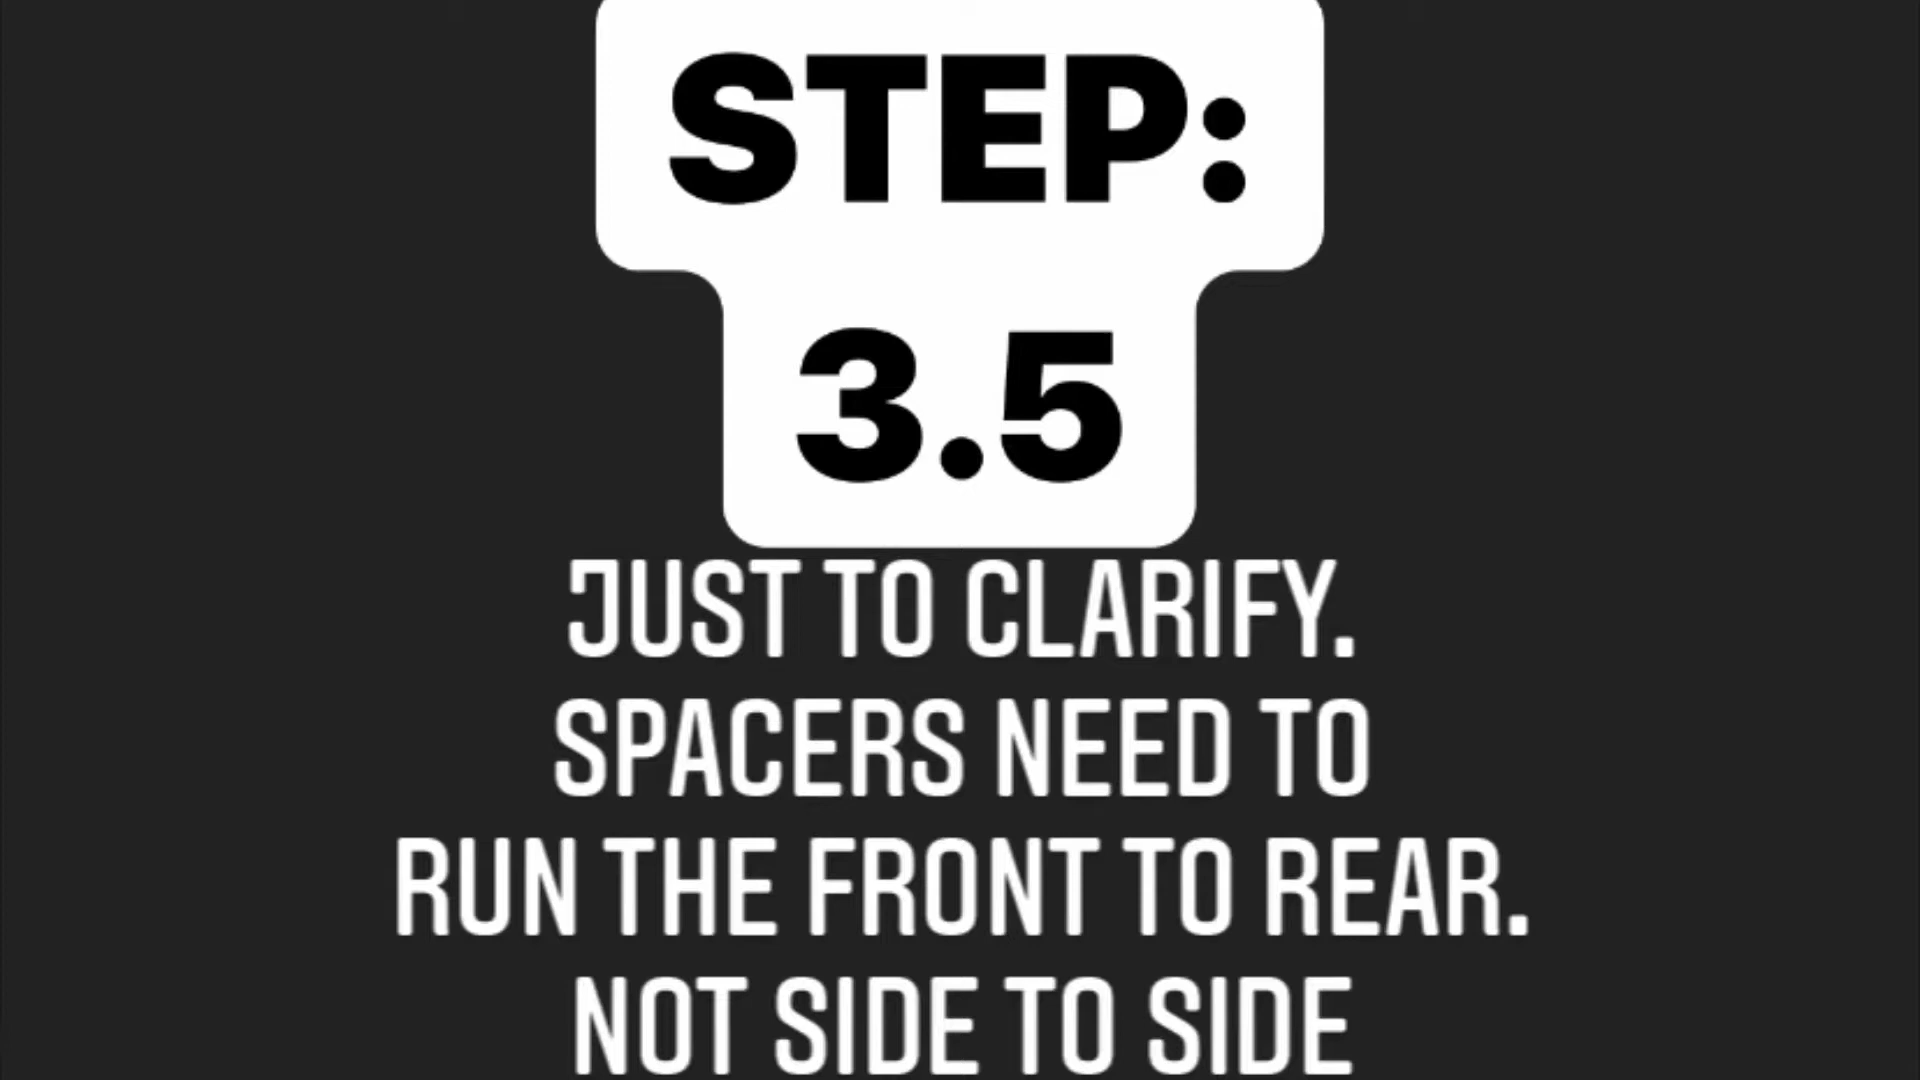 STEP:
3.5
JUST TO CLARIFY.
SPACERS NEED TO
RUN THE FRONT TO REAR.
NOT SIDE TO SIDE